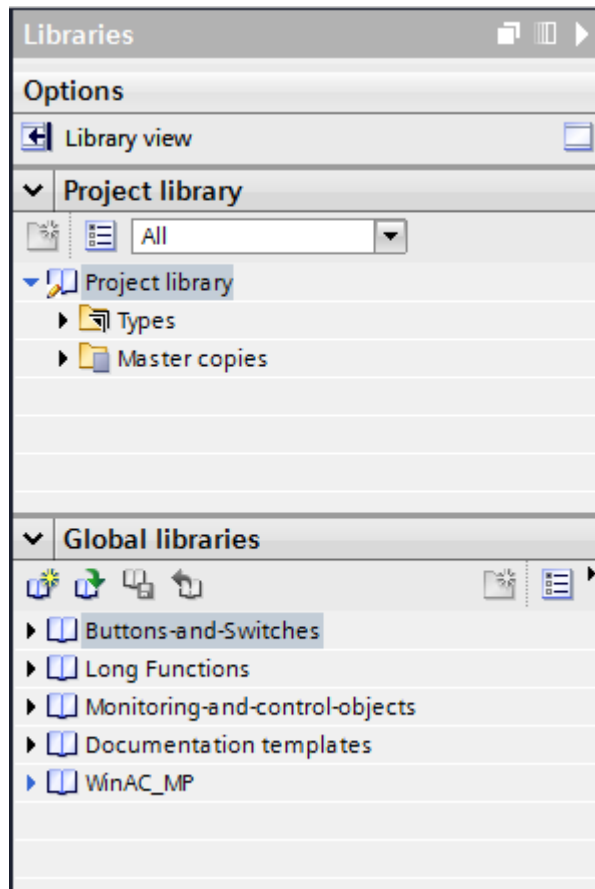 Libraries
Options
Library view
Project library
All
Project library
Types
Master copies
Global libraries
Buttons-and-Switches
Long Functions
Monitoring-and-control-objects
Documentation templates
WinAC_MP